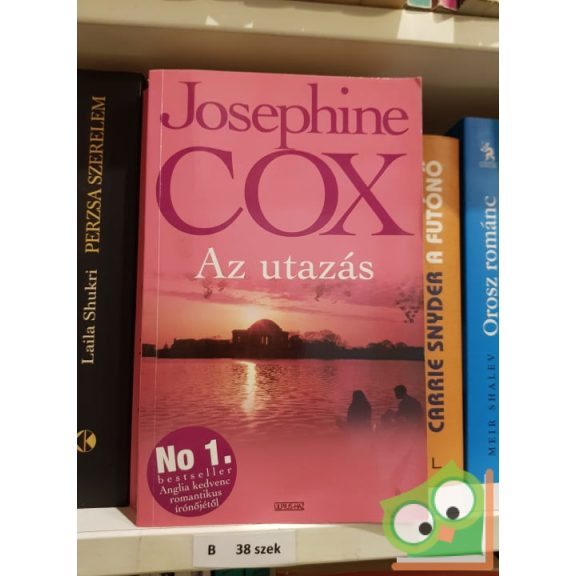 Laila Shukri PERZSA SZERELEM
Josephine
COX
Az utazás
No 1.
bestseller
Anglia kedvenc
romantikus
írónőjétől
CARRIE SNYDER A FUTÓNŐ
MEIR SHALEV Orosz románc
B 38 szek